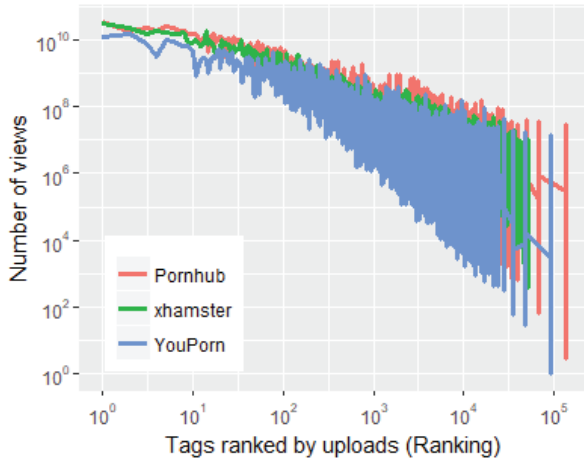 Number of views
10^10
10^8
10^6
10^4
10^2
10^0
Pornhub
xhamster
YouPorn
10^0 10^1 10^2 10^3 10^4 10^5
Tags ranked by uploads (Ranking)